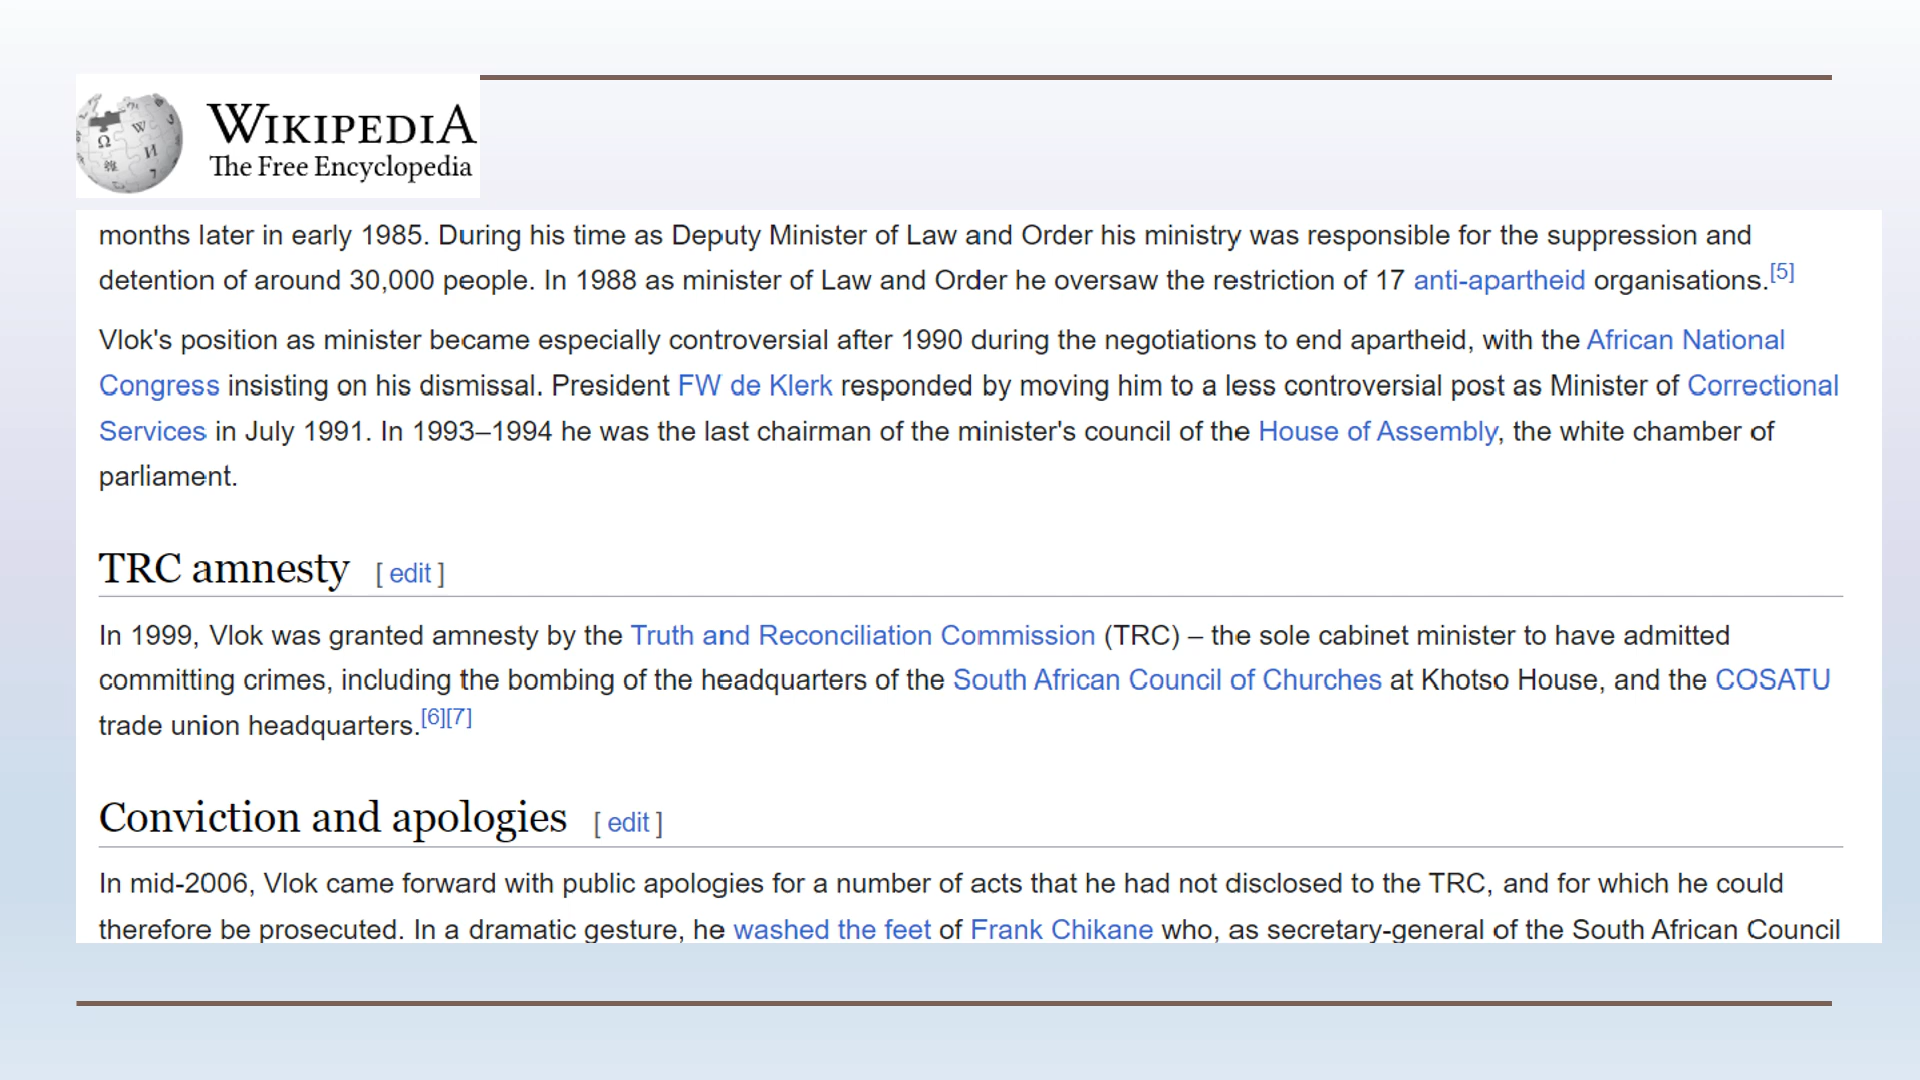 WIKIPEDIA
The Free Encyclopedia
months later in early 1985. During his time as Deputy Minister of Law and Order his ministry was responsible for the suppression and
detention of around 30,000 people. In 1988 as minister of Law and Order he oversaw the restriction of 17 anti-apartheid organisations.[5]
Vlok's position as minister became especially controversial after 1990 during the negotiations to end apartheid, with the African National
Congress insisting on his dismissal. President FW de Klerk responded by moving him to a less controversial post as Minister of Correctional
Services in July 1991. In 1993–1994 he was the last chairman of the minister's council of the House of Assembly, the white chamber of
parliament.
TRC amnesty [ edit ]
In 1999, Vlok was granted amnesty by the Truth and Reconciliation Commission (TRC) – the sole cabinet minister to have admitted
committing crimes, including the bombing of the headquarters of the South African Council of Churches at Khotso House, and the COSATU
trade union headquarters.[6][7]
Conviction and apologies [ edit ]
In mid-2006, Vlok came forward with public apologies for a number of acts that he had not disclosed to the TRC, and for which he could
therefore be prosecuted. In a dramatic gesture, he washed the feet of Frank Chikane who, as secretary-general of the South African Council